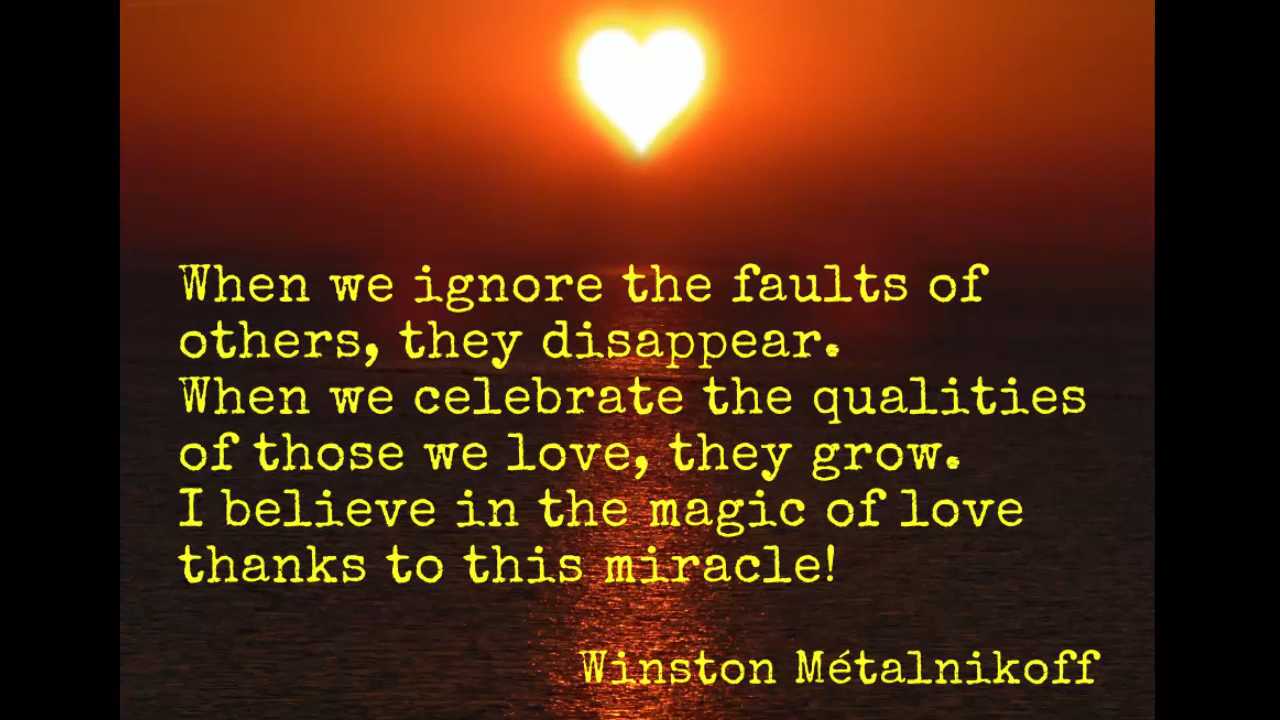 When we ignore the faults of
others, they disappear.
When we celebrate the qualities
of those we love, they grow.
I believe in the magic of love
thanks to this miracle!
Winston Métalnikoff